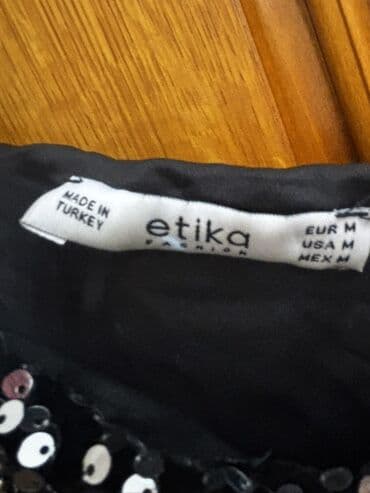 MADE IN
TURKEY
etika
FASHION
EUR M
USA M
MEX M